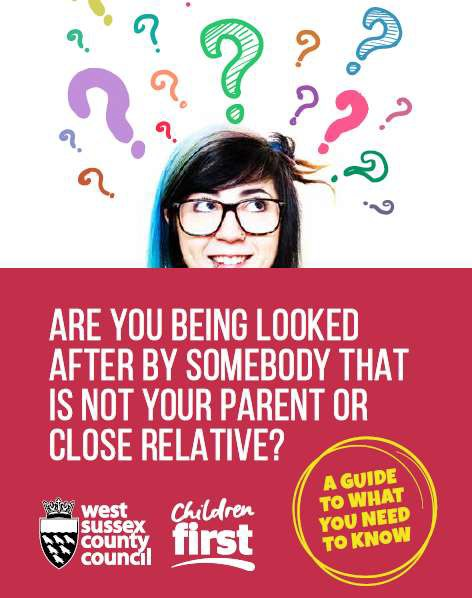 ARE YOU BEING LOOKED
AFTER BY SOMEBODY THAT
IS NOT YOUR PARENT OR
CLOSE RELATIVE?
A GUIDE
TO WHAT
YOU NEED
TO KNOW
west
sussex
county
council
Children
first